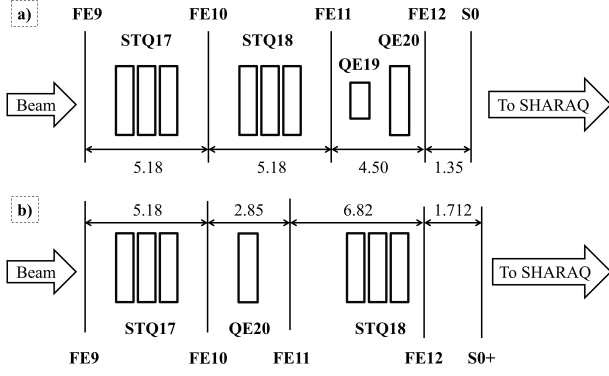 a) FE9 FE10 FE11 FE12 S0
STQ17 STQ18 QE20
QE19
Beam To SHARAQ
5.18 5.18 4.50 1.35
b) 5.18 2.85 6.82 1.712
Beam To SHARAQ
STQ17 QE20 STQ18
FE9 FE10 FE11 FE12 S0+